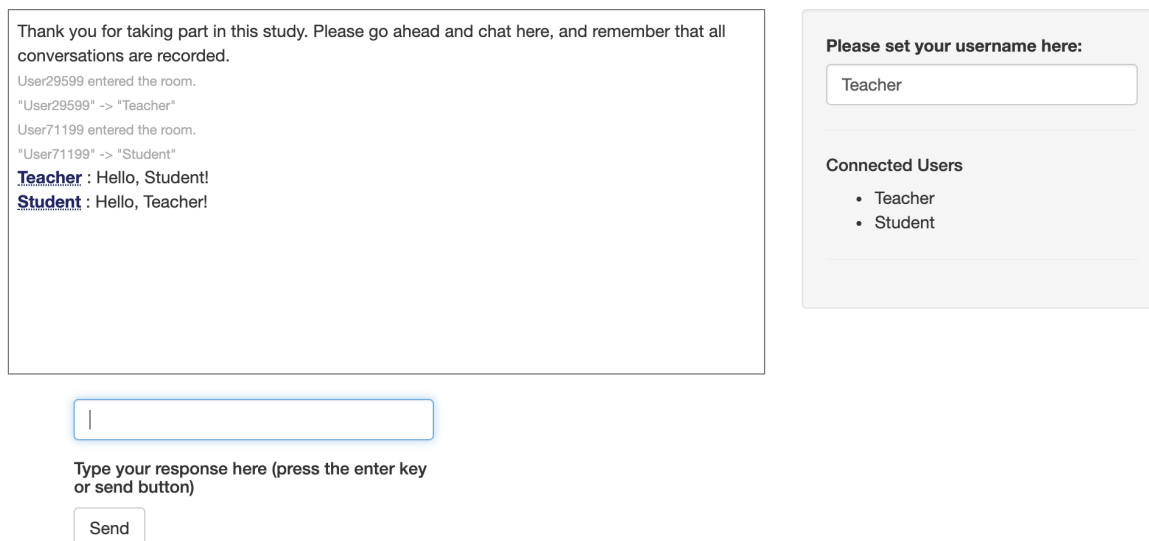 Thank you for taking part in this study. Please go ahead and chat here, and remember that all
conversations are recorded.
User29599 entered the room.
"User29599" -> "Teacher"
User71199 entered the room.
"User71199" -> "Student"
Teacher : Hello, Student!
Student : Hello, Teacher!
Type your response here (press the enter key
or send button)
Send
Please set your username here:
Teacher
Connected Users
• Teacher
• Student